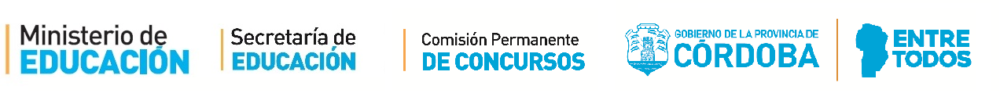 Ministerio de
EDUCACIÓN
Secretaría de
EDUCACIÓN
Comisión Permanente
DE CONCURSOS
GOBIERNO DE LA PROVINCIA DE
CÓRDOBA
ENTRE
TODOS